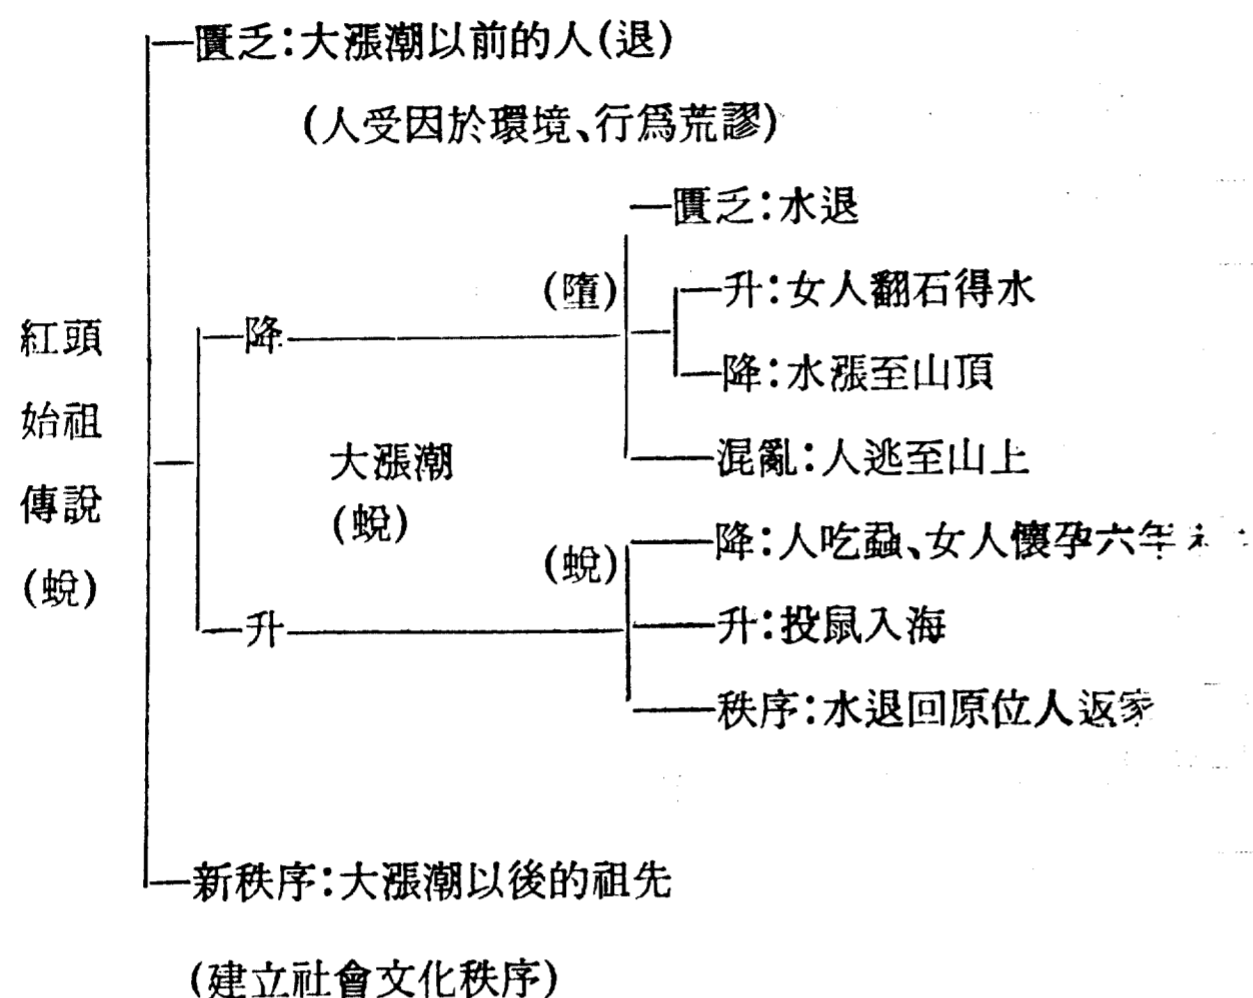 匱乏:大漲潮以前的人(退)
(人受因於環境、行爲荒謬)
紅頭
始祖
傳說
(蛻)
降
大漲潮
(蛻)
升
(墮)
匱乏:水退
升:女人翻石得水
降:水漲至山頂
混亂:人逃至山上
(蛻)
降:人吃蝨、女人懷孕六年
升:投鼠入海
秩序:水退回原位人返家
新秩序:大漲潮以後的祖先
(建立社會文化秩序)